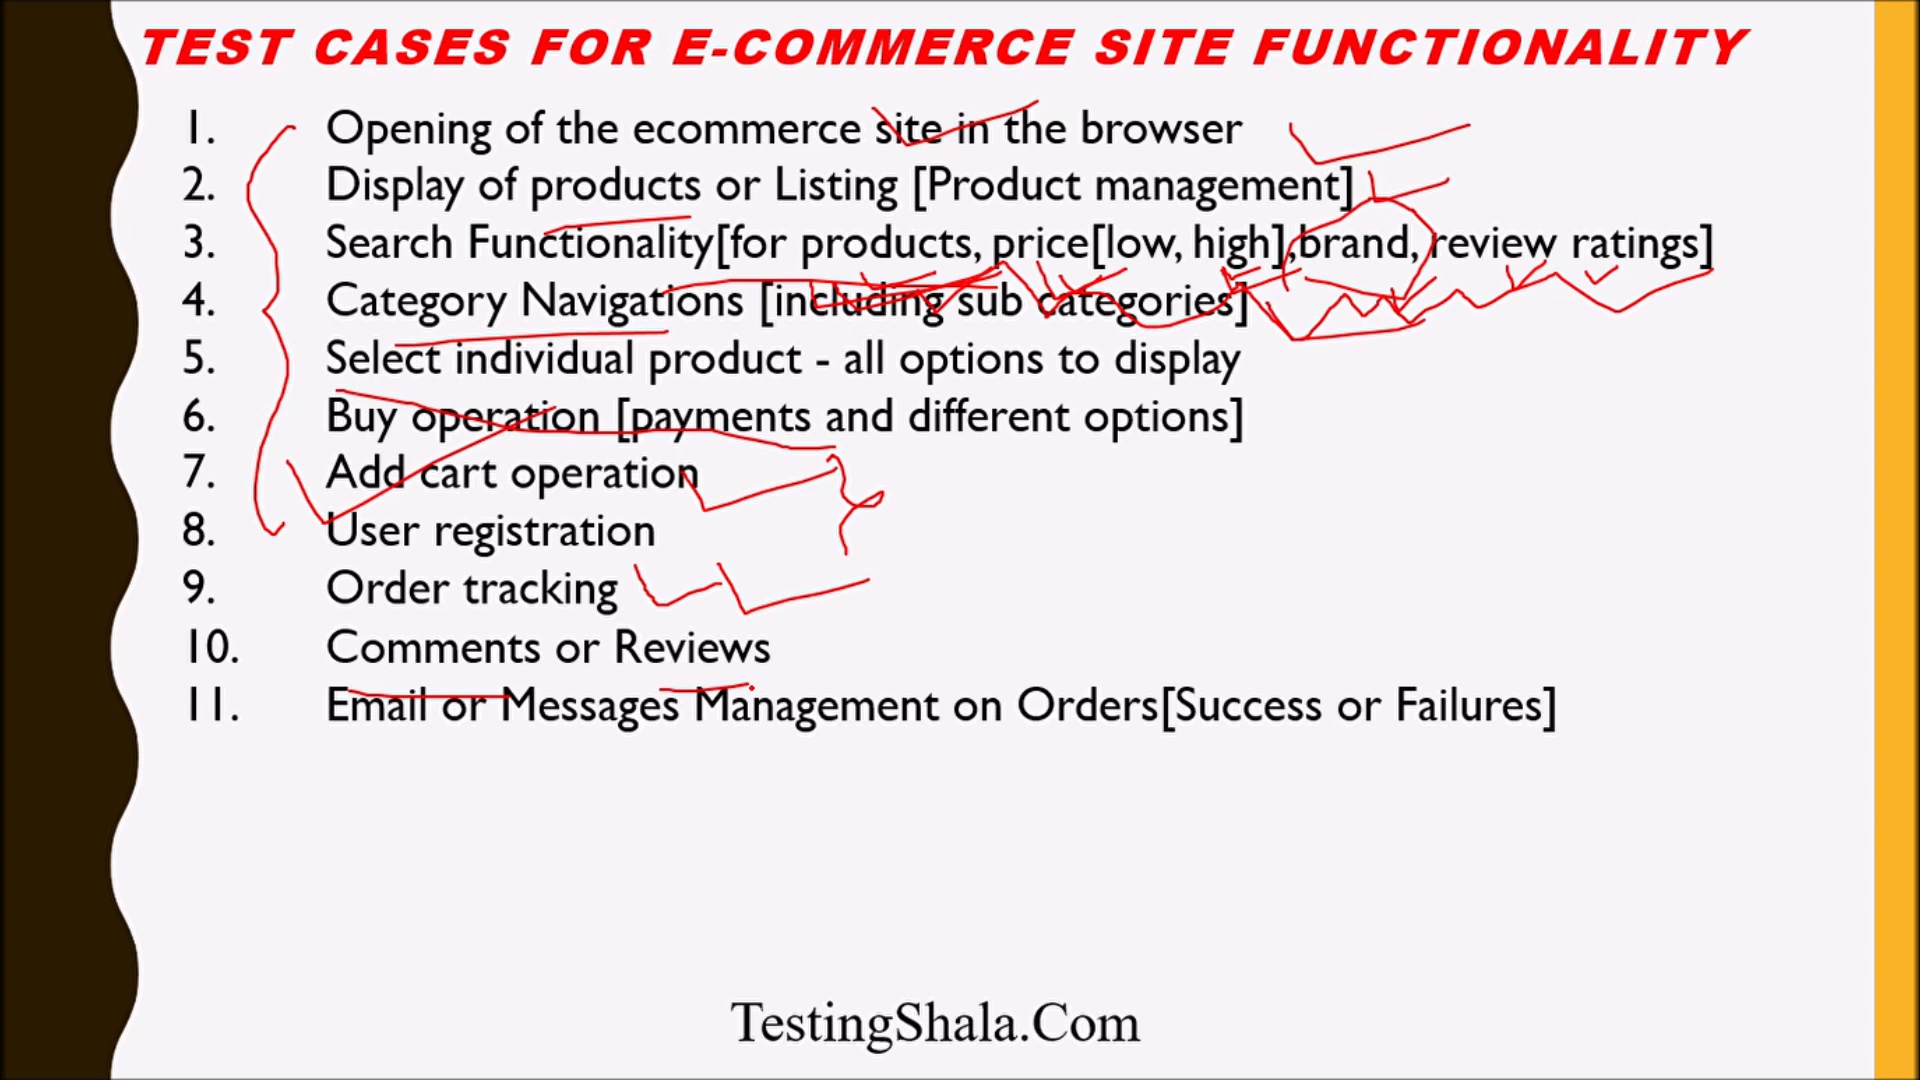 TEST CASES FOR E-COMMERCE SITE FUNCTIONALITY
1. Opening of the ecommerce site in the browser
2. Display of products or Listing [Product management]
3. Search Functionality[for products, price[low, high],brand, review ratings]
4. Category Navigations [including sub categories]
5. Select individual product - all options to display
6. Buy operation [payments and different options]
7. Add cart operation
8. User registration
9. Order tracking
10. Comments or Reviews
11. Email or Messages Management on Orders[Success or Failures]
TestingShala.Com